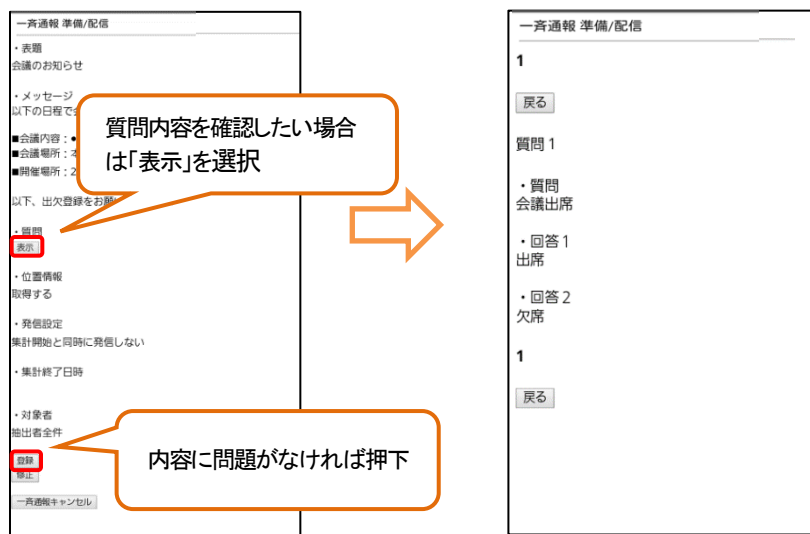 一斉通報 準備/配信
・表題
会議のお知らせ
・メッセージ
以下の日程で
■会議内容：●
■会議場所：
■開催場所：2
以下、出欠登録をお願
・質問
表示
・位置情報
取得する
・発信設定
集計開始と同時に発信しない
・集計終了日時
・対象者
抽出者全件
登録
修正
一斉通報キャンセル
質問内容を確認したい場合
は「表示」を選択
内容に問題がなければ押下
一斉通報 準備/配信
1
戻る
質問 1
・質問
会議出席
・回答 1
出席
・回答 2
欠席
1
戻る